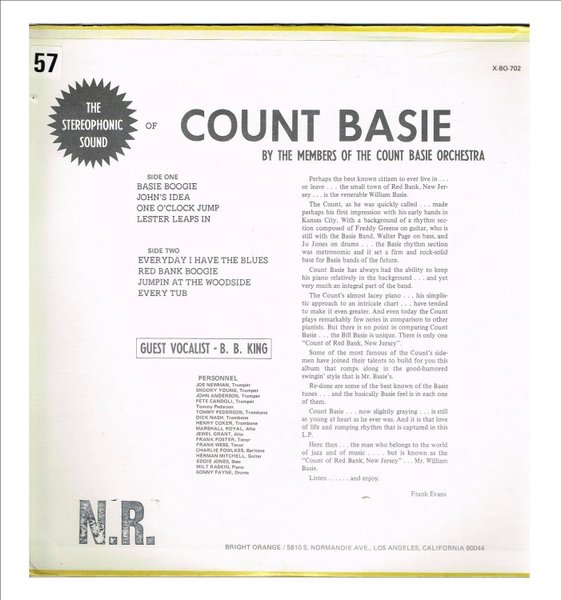 57
X-BO-702
THE
STEREOPHONIC
SOUND
OF COUNT BASIE
BY THE MEMBERS OF THE COUNT BASIE ORCHESTRA
SIDE ONE
BASIE BOOGIE
JOHN'S IDEA
ONE O'CLOCK JUMP
LESTER LEAPS IN
SIDE TWO
EVERYDAY I HAVE THE BLUES
RED BANK BOOGIE
JUMPIN AT THE WOODSIDE
EVERY TUB
GUEST VOCALIST - B. B. KING
PERSONNEL
JOE NEWMAN, Trumpet
SNOOKY YOUNG, Trumpet
JOHN ANDERSON, Trumpet
PETE CANDOLI, Trumpet
Tommy Pederson
TOMMY PEDERSON, Trombone
DICK NASH, Trombone
HENRY COKER, Trombone
MARSHALL ROYAL, Alto
JEWEL GRANT, Alto
FRANK FOSTER, Tenor
FRANK WESS, Tenor
CHARLIE FOWLKES, Baritone
HERMAN MITCHELL, Guitar
EDDIE JONES, Bass
MILT RASKIN, Piano
SONNY PAYNE, Drums
Perhaps the best known citizen to ever live in . . .
or leave . . . the small town of Red Bank, New Jer-
sey . . . is the venerable William Basie.
The Count, as he was quickly called . . . made
perhaps his first impression with his early bands in
Kansas City. With a background of a rhythm sec-
tion composed of Freddy Greene on guitar, who is
still with the Basie Band, Walter Page on bass, and
Jo Jones on drums . . . the Basie rhythm section
was metronomic and it set a firm and rock-solid
base for Basie bands of the future.
Count Basie has always had the ability to keep
his piano relatively in the background . . . and yet
very much an integral part of the band.
The Count's almost lacey piano . . . his simplis-
tic approach to an intricate chart . . . have tended
to make it even greater. And even today the Count
plays remarkably few notes in comparison to other
pianists. But there is no point in comparing Count
Basie . . . the Bill Basie is unique. There is only one
"Count of Red Bank, New Jersey".
Some of the most famous of the Count's side-
men have joined their talents to build for you this
album that romps along in the good-humored
swingin' style that is Mr. Basie's.
Re-done are some of the best known of the Basie
tunes . . . and the basically Basie feel is in each one
of them.
Count Basie . . . now slightly graying . . . is still
as young at heart as he ever was. And it is that love
of life and romping rhythm that is captured in this
L.P.
Here then . . . the man who belongs to the world
of jazz and of music . . . . but is known as the
"Count of Red Bank, New Jersey" . . . Mr. William
Basie.
Listen . . . . . . and enjoy.
Frank Evans
N.R.
BRIGHT ORANGE / 5810 S. NORMANDIE AVE., LOS ANGELES, CALIFORNIA 90044